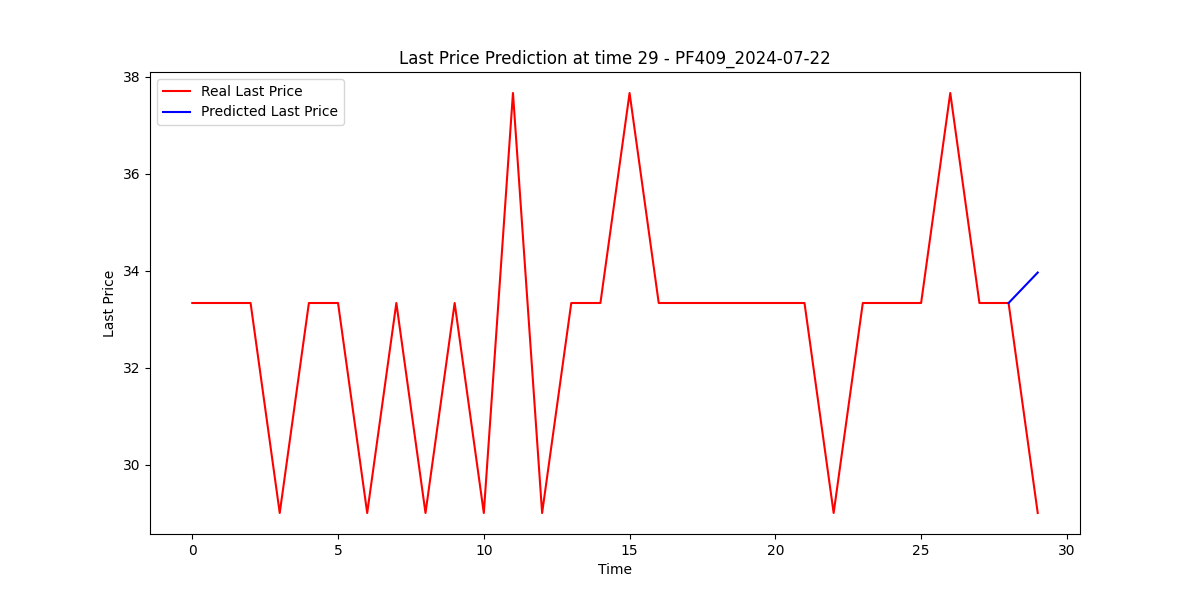 Last Price Prediction at time 29 - PF409_2024-07-22
Real Last Price
Predicted Last Price
Last Price
38
36
34
32
30
0 5 10 15 20 25 30
Time